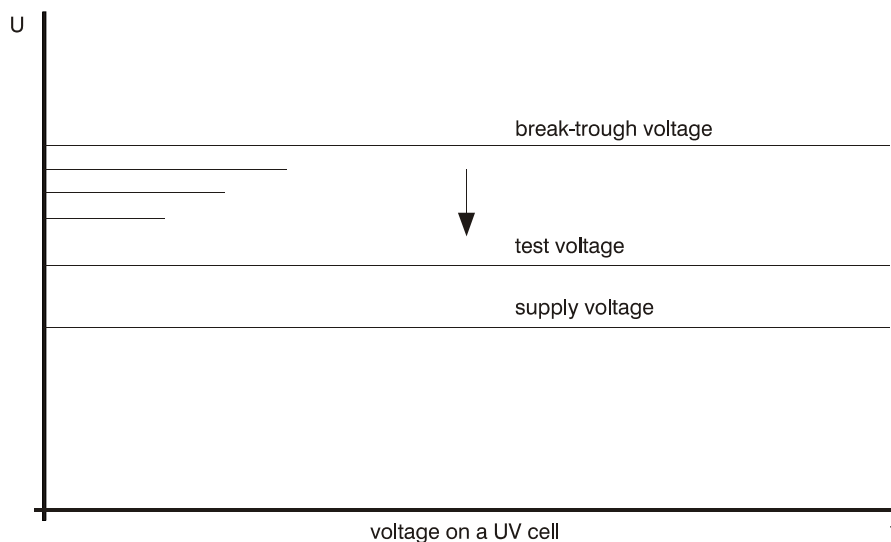 U
break-trough voltage
test voltage
supply voltage
voltage on a UV cell